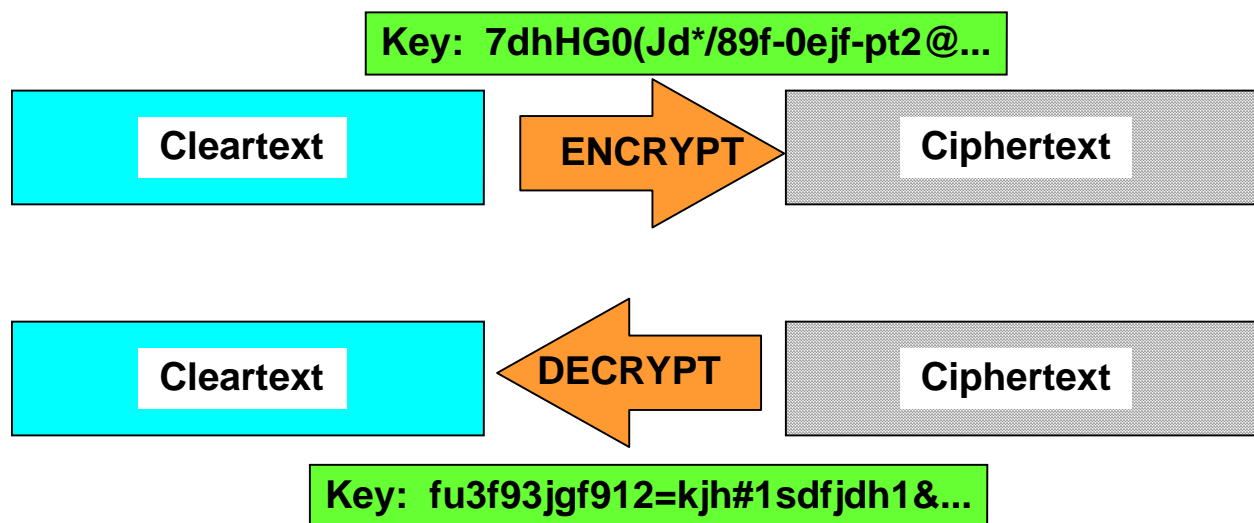 Key: 7dhHG0(Jd*/89f-0ejf-pt2@...
Cleartext
ENCRYPT
Ciphertext
Cleartext
DECRYPT
Ciphertext
Key: fu3f93jgf912=kjh#1sdfjdh1&...